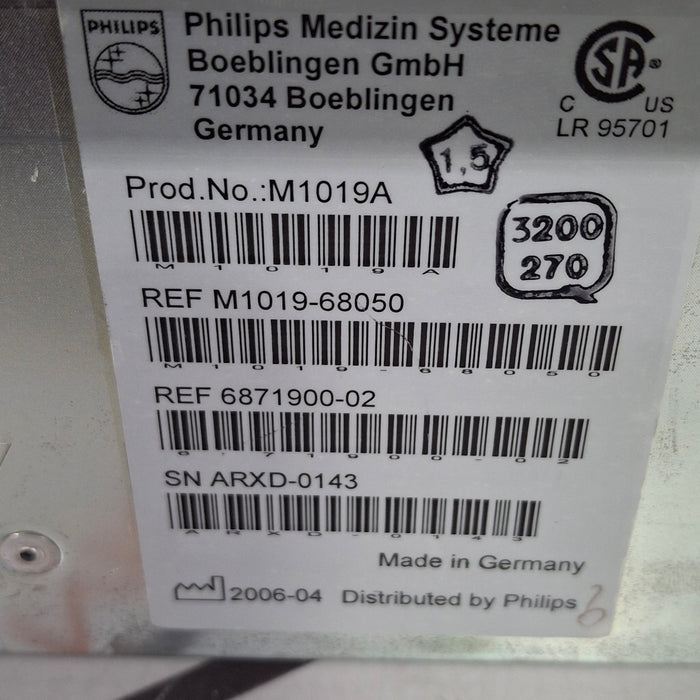 PHILIPS
Philips Medizin Systeme
Boeblingen GmbH
71034 Boeblingen
Germany
CSA®
C US
LR 95701
1,5
Prod.No.:M1019A
M1019A
3200
270
REF M1019-68050
M1019-68050
REF 6871900-02
6871900-02
SN ARXD-0143
ARXD-0143
Made in Germany
2006-04 Distributed by Philips